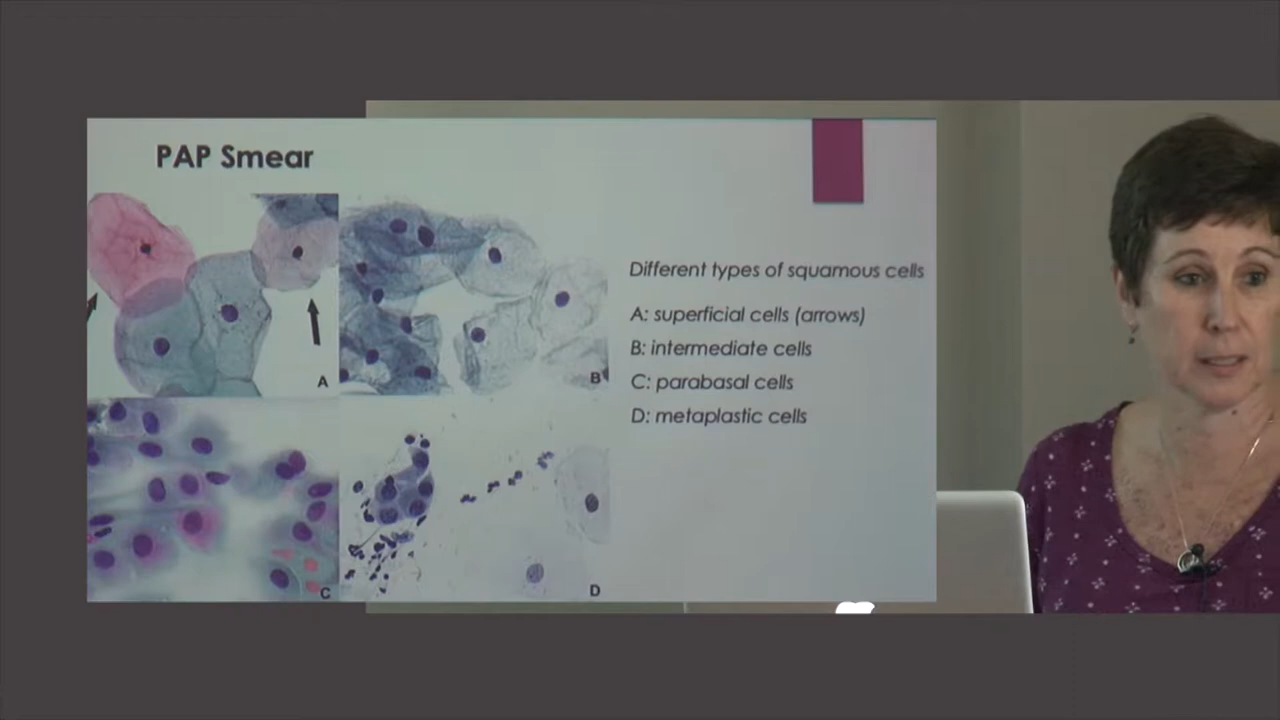 PAP Smear
A
B
C
D
Different types of squamous cells
A: superficial cells (arrows)
B: intermediate cells
C: parabasal cells
D: metaplastic cells